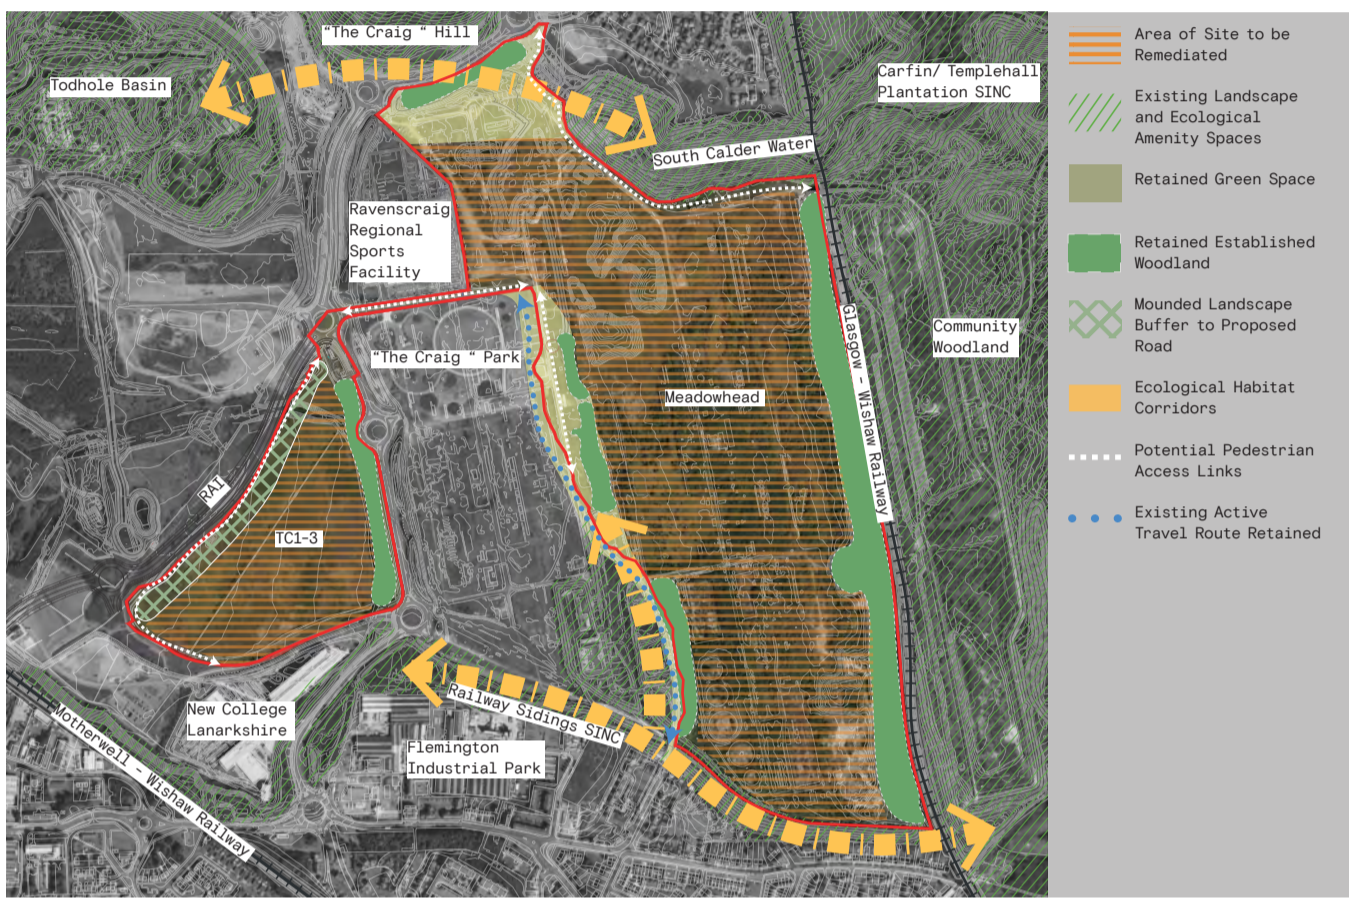 "The Craig " Hill
Todhole Basin
Carfin/ Templehall
Plantation SINC
South Calder Water
Ravenscraig
Regional
Sports
Facility
"The Craig " Park
Glasgow - Wishaw Railway
Community
Woodland
Meadowhead
RAI
TC1-3
Railway Sidings SINC
New College
Lanarkshire
Flemington
Industrial Park
Motherwell - Wishaw Railway
Area of Site to be
Remediated
Existing Landscape
and Ecological
Amenity Spaces
Retained Green Space
Retained Established
Woodland
Mounded Landscape
Buffer to Proposed
Road
Ecological Habitat
Corridors
Potential Pedestrian
Access Links
Existing Active
Travel Route Retained